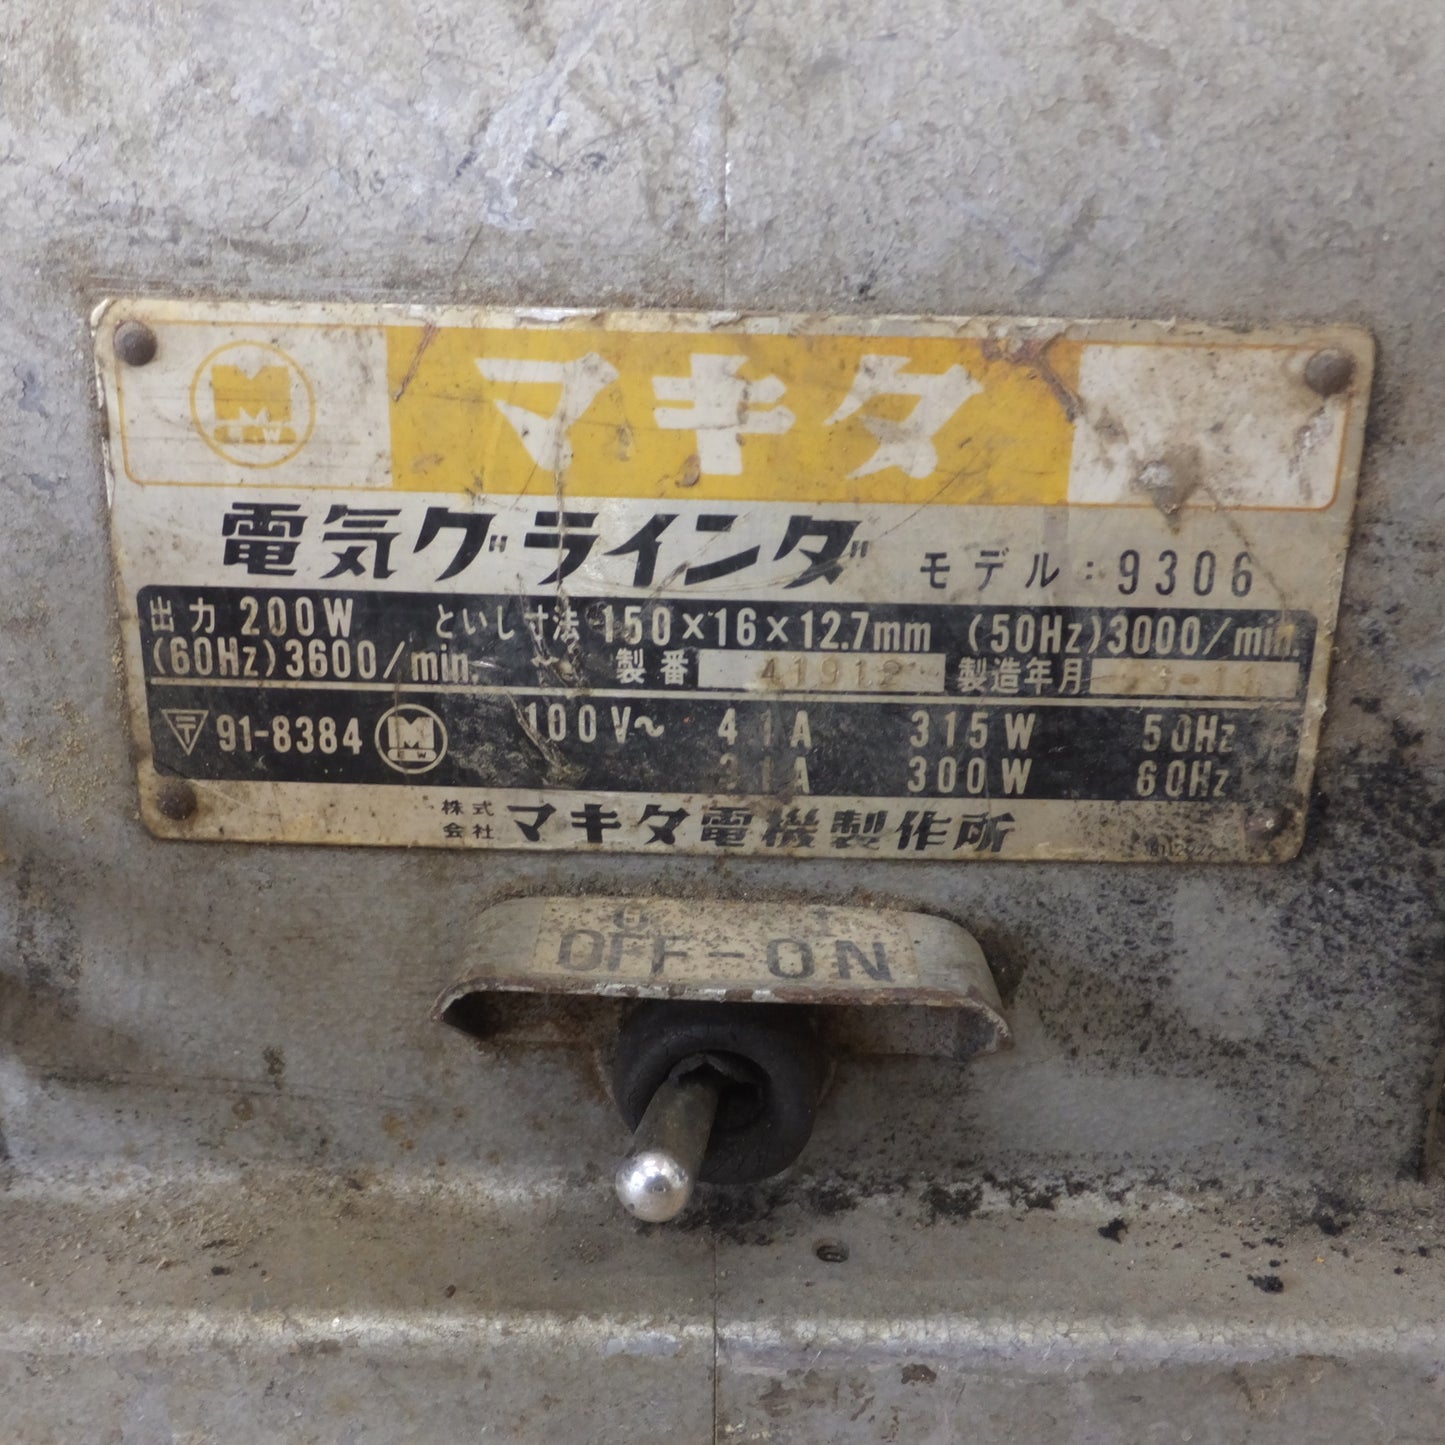 マキタ
電気グラインダ モデル:9306
出力 200W といし寸法 150×16×12.7mm (50Hz)3000/min.
(60Hz)3600/min. 製番 41912 製造年月
〒 91-8384 100V~ 4.1A 315W 50Hz
3.1A 300W 60Hz
株式会社 マキタ電機製作所
OFF-ON